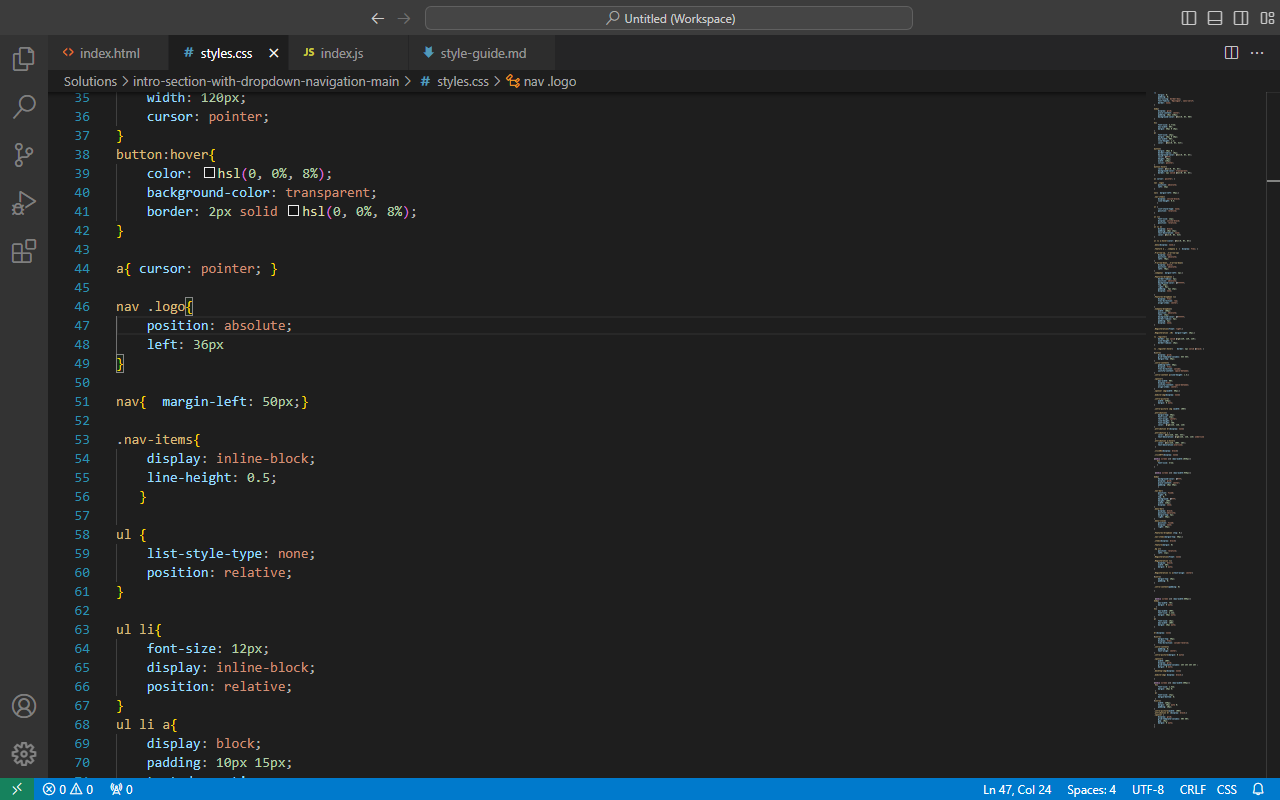 Untitled (Workspace)
index.html
styles.css
JS index.js
style-guide.md
Solutions > intro-section-with-dropdown-navigation-main > # styles.css > nav .logo
35 width: 120px;
36 cursor: pointer;
37 }
38 button:hover{
39 color: hsl(0, 0%, 8%);
40 background-color: transparent;
41 border: 2px solid hsl(0, 0%, 8%);
42 }
43
44 a{ cursor: pointer; }
45
46 nav .logo{
47 position: absolute;
48 left: 36px
49 }
50
51 nav{  margin-left: 50px;}
52
53 .nav-items{
54 display: inline-block;
55 line-height: 0.5;
56 }
57
58 ul {
59 list-style-type: none;
60 position: relative;
61 }
62
63 ul li{
64 font-size: 12px;
65 display: inline-block;
66 position: relative;
67 }
68 ul li a{
69 display: block;
70 padding: 10px 15px;
0 0 0 Ln 47, Col 24 Spaces: 4 UTF-8 CRLF CSS